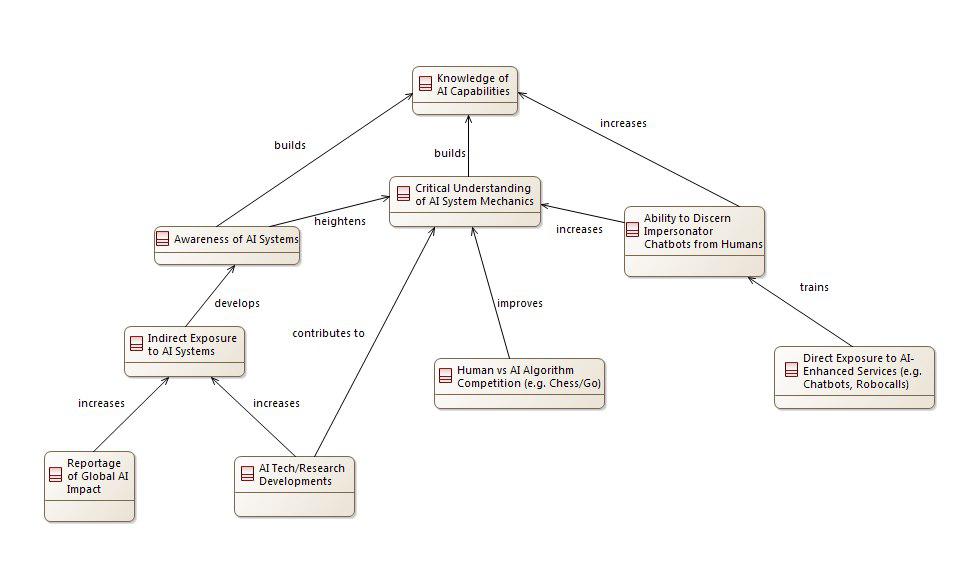 Knowledge of
AI Capabilities
increases
builds
builds
Critical Understanding
of AI System Mechanics
Ability to Discern
Impersonator
Chatbots from Humans
heightens
increases
Awareness of AI Systems
trains
develops
improves
contributes to
Indirect Exposure
to AI Systems
Human vs AI Algorithm
Competition (e.g. Chess/Go)
Direct Exposure to AI-
Enhanced Services (e.g.
Chatbots, Robocalls)
increases
increases
Reportage
of Global AI
Impact
AI Tech/Research
Developments